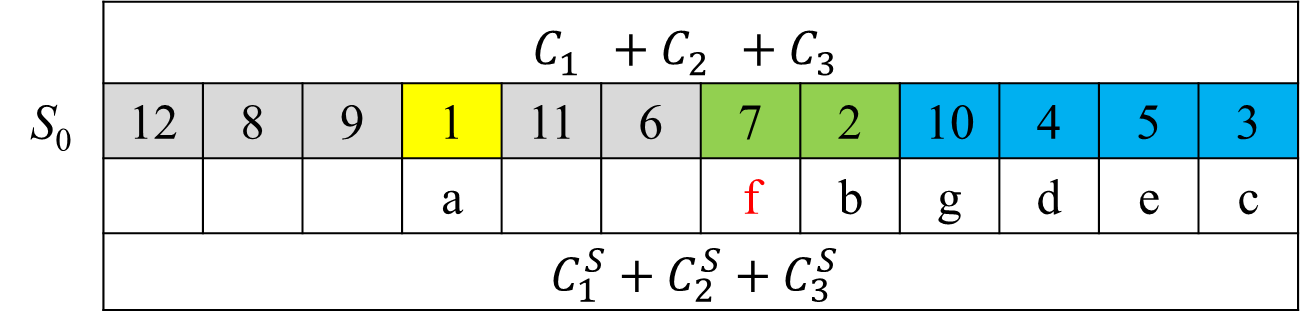 C₁ + C₂ + C₃
S₀ 12 8 9 1 11 6 7 2 10 4 5 3
a f b g d e c
C₁ˢ + C₂ˢ + C₃ˢ